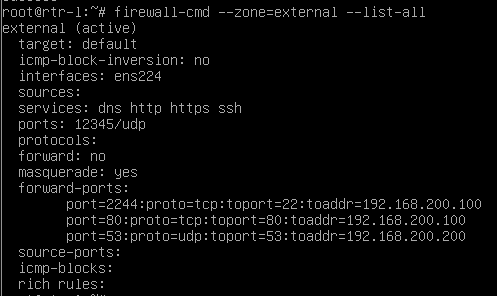 root@rtr-l:~# firewall-cmd --zone=external --list-all
external (active)
  target: default
  icmp-block-inversion: no
  interfaces: ens224
  sources:
  services: dns http https ssh
  ports: 12345/udp
  protocols:
  forward: no
  masquerade: yes
  forward-ports:
        port=2244:proto=tcp:toport=22:toaddr=192.168.200.100
        port=80:proto=tcp:toport=80:toaddr=192.168.200.100
        port=53:proto=udp:toport=53:toaddr=192.168.200.200
  source-ports:
  icmp-blocks:
  rich rules: